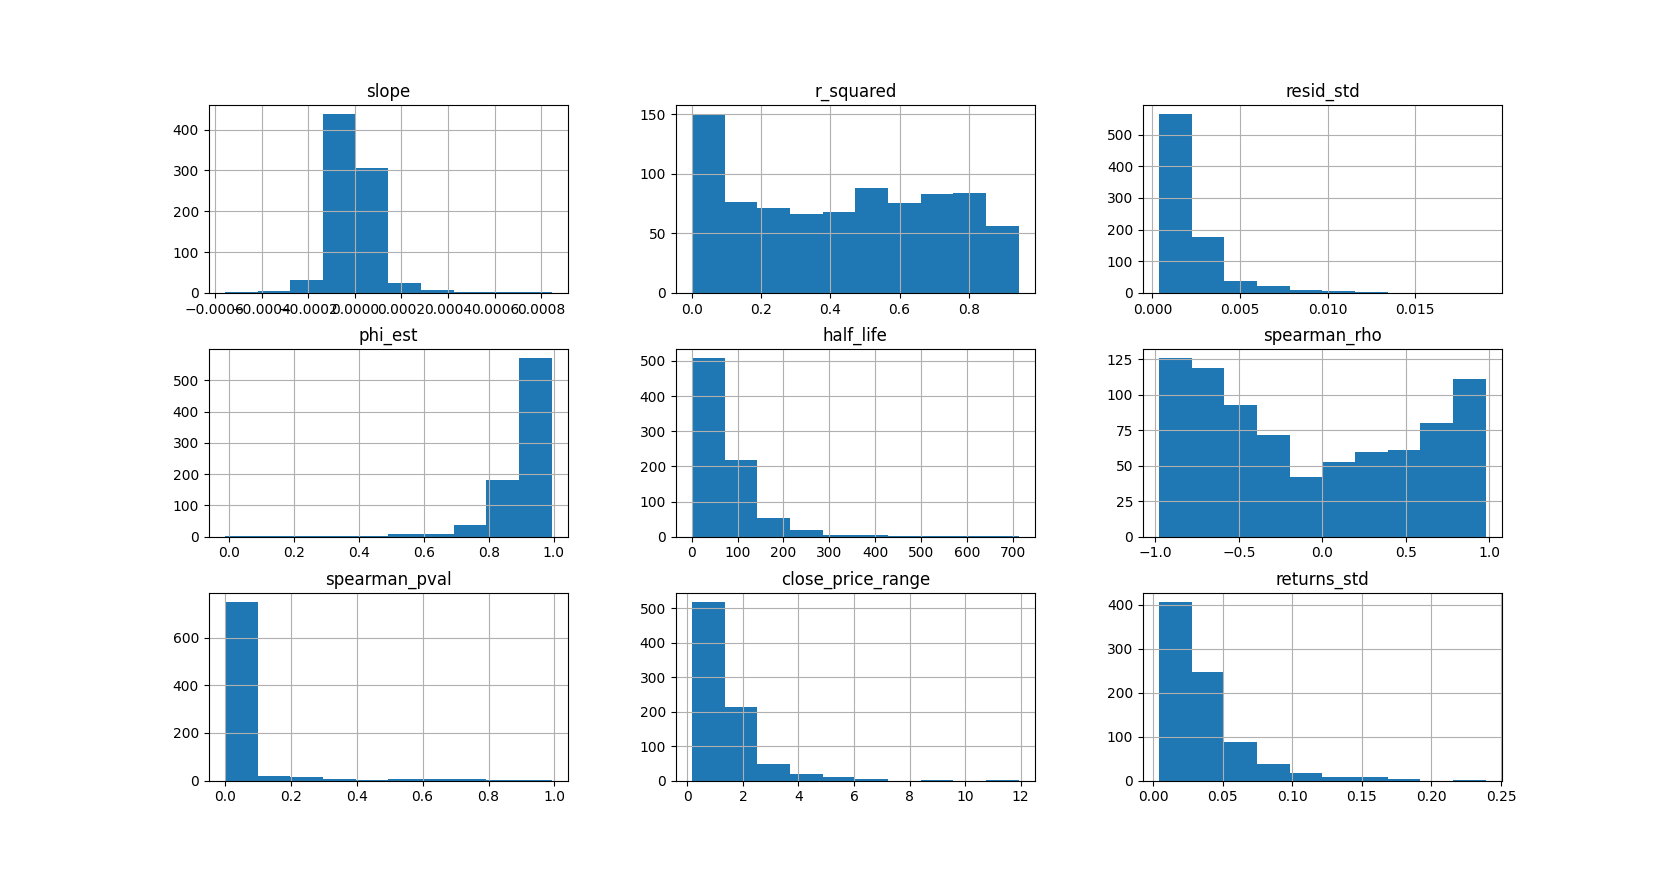 slope r_squared resid_std
400 150 500
300 100 400
200 50 300
100 0 200
0 100
0
−0.0006 −0.0004 −0.0002 0.0000 0.0002 0.0004 0.0006 0.0008 0.0 0.2 0.4 0.6 0.8 0.000 0.005 0.010 0.015
phi_est half_life spearman_rho
500 500 125
400 400 100
300 300 75
200 200 50
100 100 25
0 0 0
0.0 0.2 0.4 0.6 0.8 1.0 0 100 200 300 400 500 600 700 −1.0 −0.5 0.0 0.5 1.0
spearman_pval close_price_range returns_std
600 500 400
400 400 300
200 300 200
0 200 100
100 0
0
0.0 0.2 0.4 0.6 0.8 1.0 0 2 4 6 8 10 12 0.00 0.05 0.10 0.15 0.20 0.25